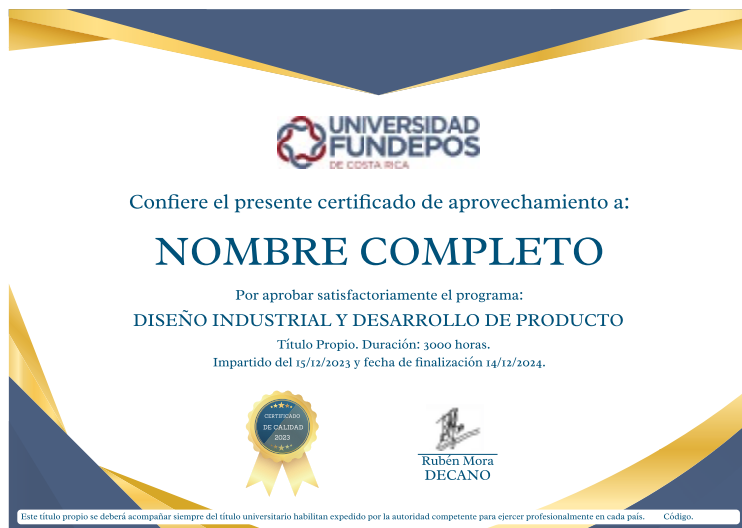 UNIVERSIDAD
FUNDEPOS
DE COSTA RICA
Confiere el presente certificado de aprovechamiento a:
NOMBRE COMPLETO
Por aprobar satisfactoriamente el programa:
DISEÑO INDUSTRIAL Y DESARROLLO DE PRODUCTO
Título Propio. Duración: 3000 horas.
Impartido del 15/12/2023 y fecha de finalización 14/12/2024.
CERTIFICADO
DE CALIDAD
2023
Rubén Mora
DECANO
Este título propio se deberá acompañar siempre del título universitario habilitan expedido por la autoridad competente para ejercer profesionalmente en cada país. Código.